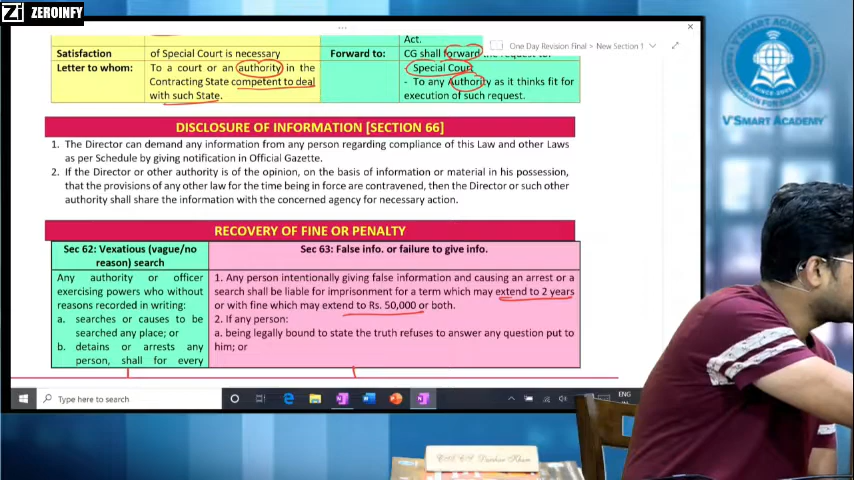 ZEROINFY
V'SMART ACADEMY
Act.
Satisfaction
of Special Court is necessary
Forward to:
CG shall forward the request to:
One Day Revision Final > New Section 1
Letter to whom:
To a court or an authority in the
Contracting State competent to deal
with such State.
Special Court
- To any Authority as it thinks fit for
execution of such request.
DISCLOSURE OF INFORMATION [SECTION 66]
1. The Director can demand any information from any person regarding compliance of this Law and other Laws
as per Schedule by giving notification in Official Gazette.
2. If the Director or other authority is of the opinion, on the basis of information or material in his possession,
that the provisions of any other law for the time being in force are contravened, then the Director or such other
authority shall share the information with the concerned agency for necessary action.
RECOVERY OF FINE OR PENALTY
Sec 62: Vexatious (vague/no
reason) search
Sec 63: False info. or failure to give info.
Any authority or officer
exercising powers who without
reasons recorded in writing:
a. searches or causes to be
searched any place; or
b. detains or arrests any
person, shall for every
1. Any person intentionally giving false information and causing an arrest or a
search shall be liable for imprisonment for a term which may extend to 2 years
or with fine which may extend to Rs. 50,000 or both.
2. If any person:
a. being legally bound to state the truth refuses to answer any question put to
him; or
Type here to search
ENG
V'SMART ACADEMY